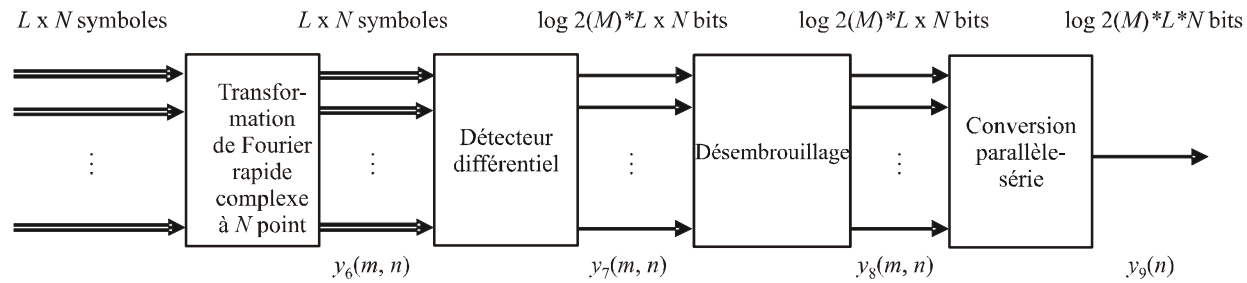 L x N symboles
L x N symboles
log 2(M)*L x N bits
log 2(M)*L x N bits
log 2(M)*L*N bits
Transfor-
mation
de Fourier
rapide
complexe
à N point
Détecteur
différentiel
Désembrouillage
Conversion
parallèle-
série
y6(m, n)
y7(m, n)
y8(m, n)
y9(n)